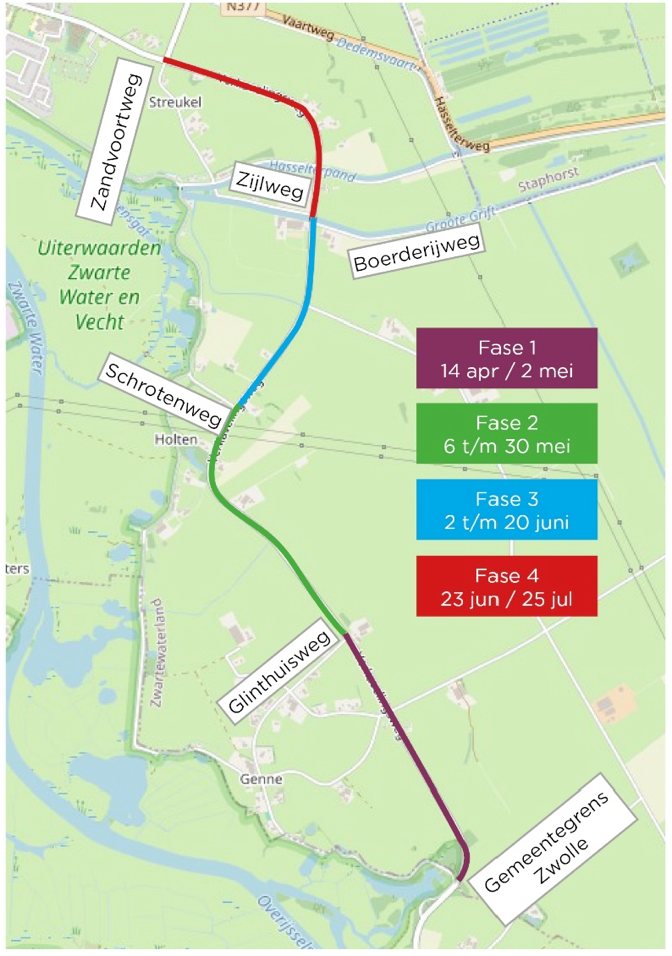 N377
Vaartweg
Dedemsvaart
Hasselterweg
Streukel
Zandvoortweg
Hasselterpand
Zijlweg
Staphorst
Groote Grift
Boerderijweg
Uiterwaarden
Zwarte
Water en
Vecht
Zwarte Water
Fase 1
14 apr / 2 mei
Schrotenweg
Fase 2
6 t/m 30 mei
Holten
Fase 3
2 t/m 20 juni
Fase 4
23 jun / 25 jul
ters
Zwartewaterland
Glinthuisweg
Genne
Gemeentegrens
Zwolle
Overijssel